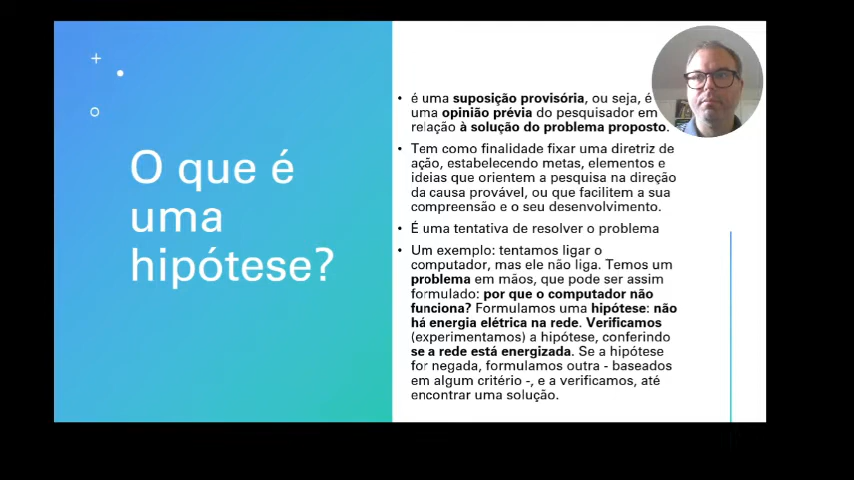 O que é
uma
hipótese?
• é uma suposição provisória, ou seja, é
uma opinião prévia do pesquisador em
relação à solução do problema proposto.
• Tem como finalidade fixar uma diretriz de
ação, estabelecendo metas, elementos e
ideias que orientem a pesquisa na direção
da causa provável, ou que facilitem a sua
compreensão e o seu desenvolvimento.
• É uma tentativa de resolver o problema
• Um exemplo: tentamos ligar o
computador, mas ele não liga. Temos um
problema em mãos, que pode ser assim
formulado: por que o computador não
funciona? Formulamos uma hipótese: não
há energia elétrica na rede. Verificamos
(experimentamos) a hipótese, conferindo
se a rede está energizada. Se a hipótese
for negada, formulamos outra - baseados
em algum critério -, e a verificamos, até
encontrar uma solução.